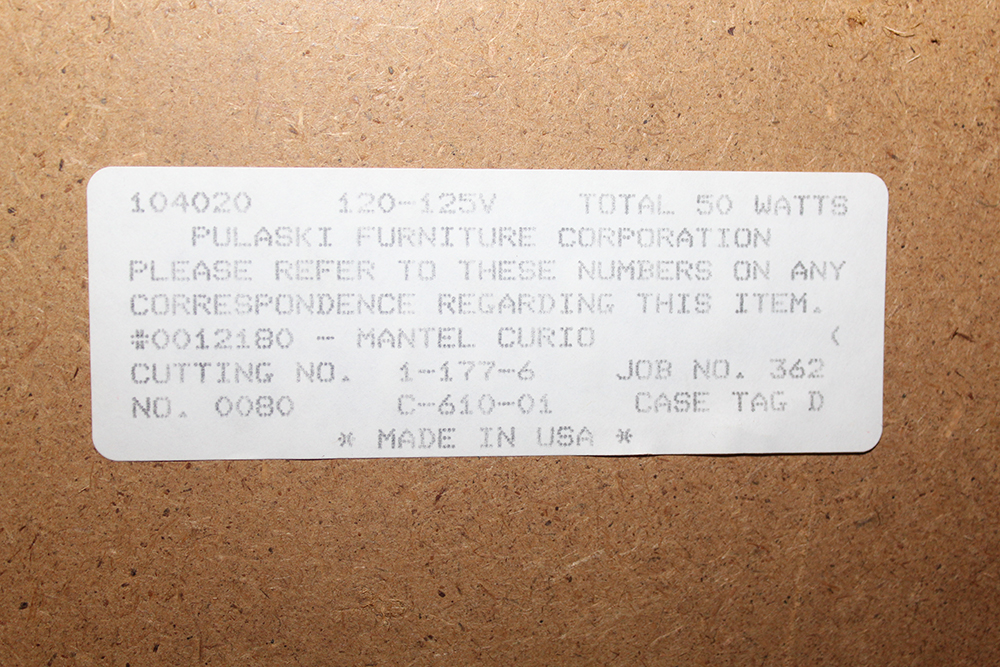 104020 120-125V TOTAL 50 WATTS
PULASKI FURNITURE CORPORATION
PLEASE REFER TO THESE NUMBERS ON ANY
CORRESPONDENCE REGARDING THIS ITEM.
#0012180 - MANTEL CURIO (
CUTTING NO. 1-177-6 JOB NO. 362
NO. 0080 C-610-01 CASE TAG D
* MADE IN USA *